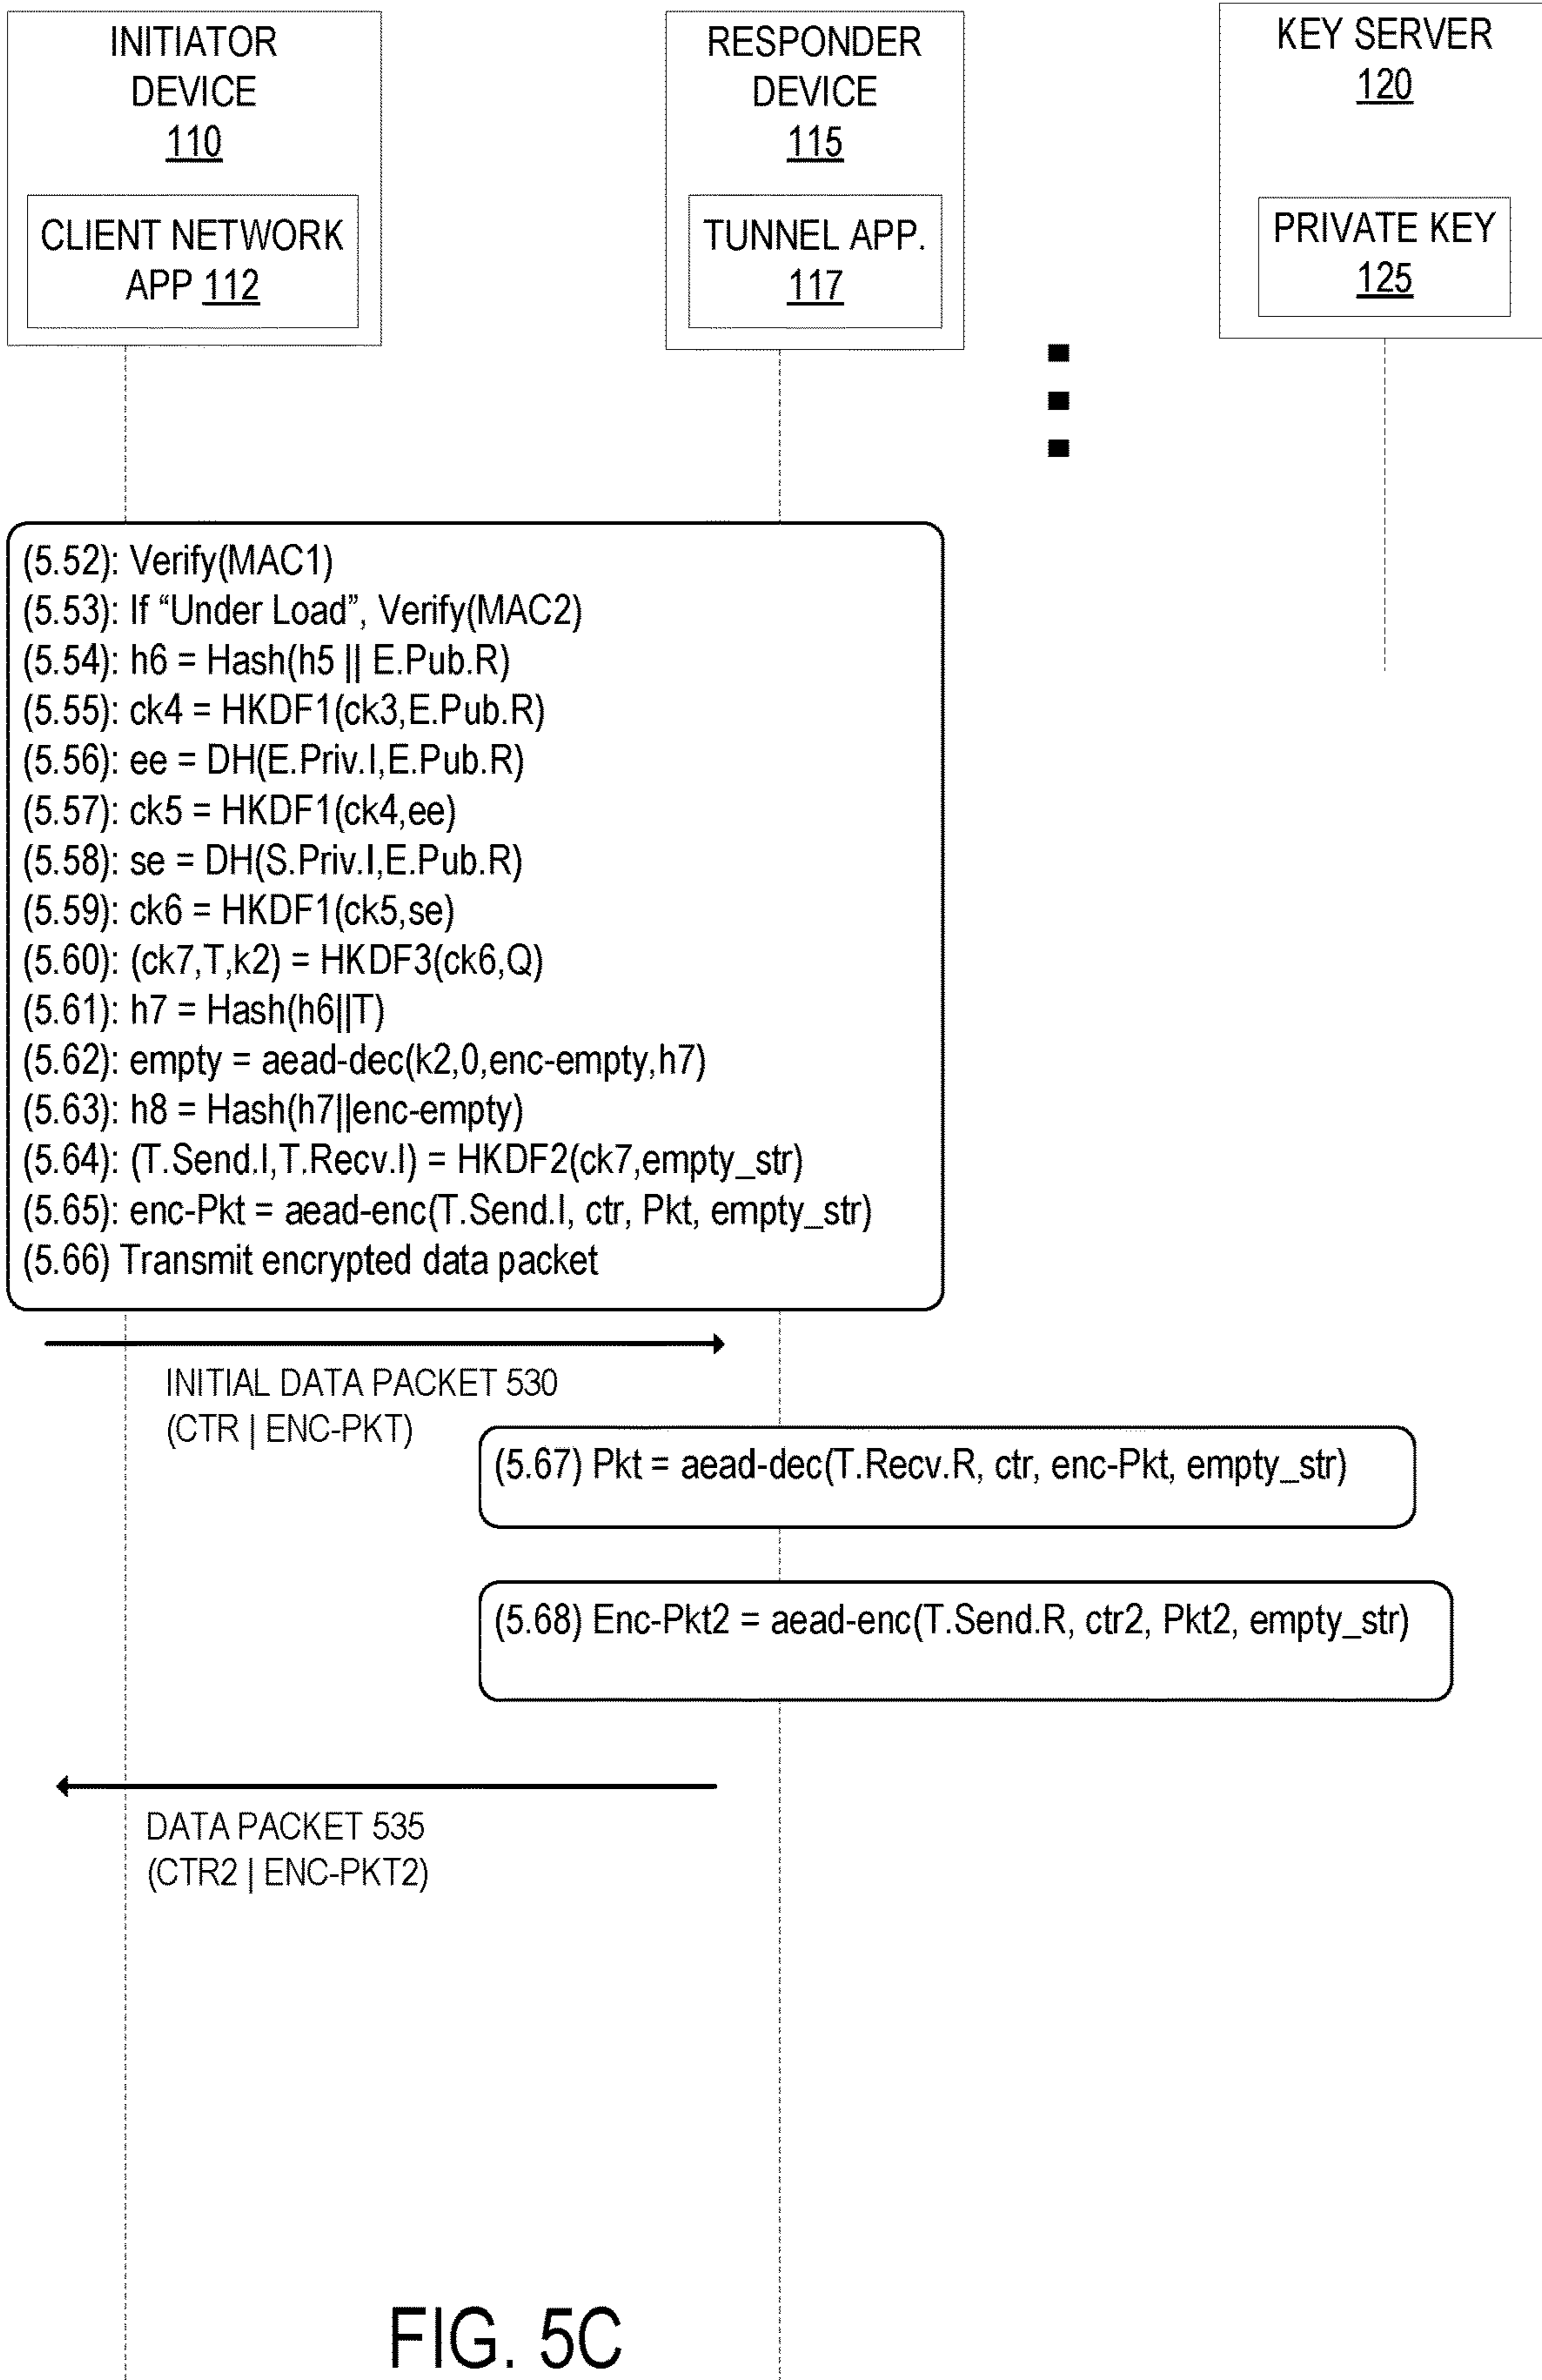 INITIATOR
DEVICE
110
CLIENT NETWORK
APP 112
RESPONDER
DEVICE
115
TUNNEL APP.
117
KEY SERVER
120
PRIVATE KEY
125
(5.52): Verify(MAC1)
(5.53): If “Under Load”, Verify(MAC2)
(5.54): h6 = Hash(h5 || E.Pub.R)
(5.55): ck4 = HKDF1(ck3,E.Pub.R)
(5.56): ee = DH(E.Priv.I,E.Pub.R)
(5.57): ck5 = HKDF1(ck4,ee)
(5.58): se = DH(S.Priv.I,E.Pub.R)
(5.59): ck6 = HKDF1(ck5,se)
(5.60): (ck7,T,k2) = HKDF3(ck6,Q)
(5.61): h7 = Hash(h6||T)
(5.62): empty = aead-dec(k2,0,enc-empty,h7)
(5.63): h8 = Hash(h7||enc-empty)
(5.64): (T.Send.I,T.Recv.I) = HKDF2(ck7,empty_str)
(5.65): enc-Pkt = aead-enc(T.Send.I, ctr, Pkt, empty_str)
(5.66) Transmit encrypted data packet
INITIAL DATA PACKET 530
(CTR | ENC-PKT)
(5.67) Pkt = aead-dec(T.Recv.R, ctr, enc-Pkt, empty_str)
(5.68) Enc-Pkt2 = aead-enc(T.Send.R, ctr2, Pkt2, empty_str)
DATA PACKET 535
(CTR2 | ENC-PKT2)
FIG. 5C